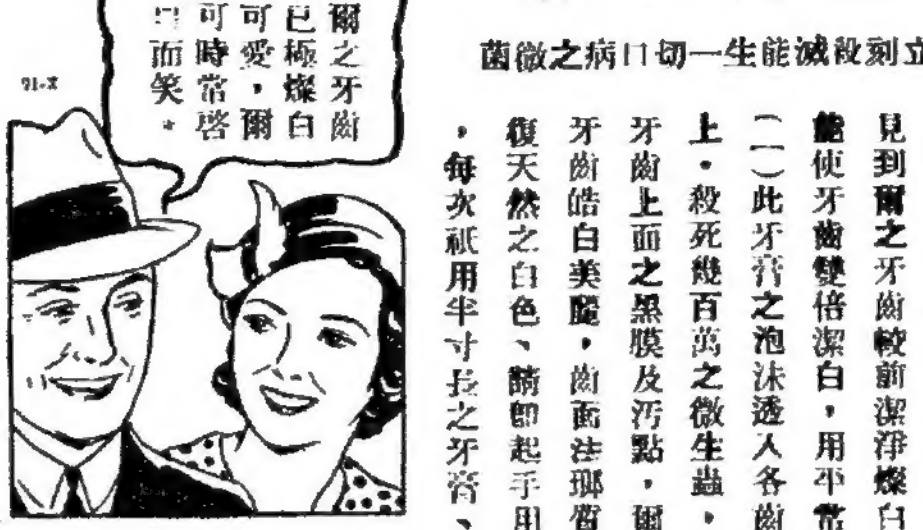 立刻殺滅能生一切口病之微菌
見到爾之牙齒較前潔淨燦白
能使牙齒雙倍潔白，用平常
(一)此牙膏之泡沫透入各齒
上。殺死幾百萬之微生蟲，
牙齒上面之黑膜及汚點，爾
牙齒皓白美麗，齒面法瑯質
復天然之白色、請即起手用
，每次祇用半寸長之牙膏、
爾之牙齒
已極燦白
可愛，爾
可時常啓
口而笑。